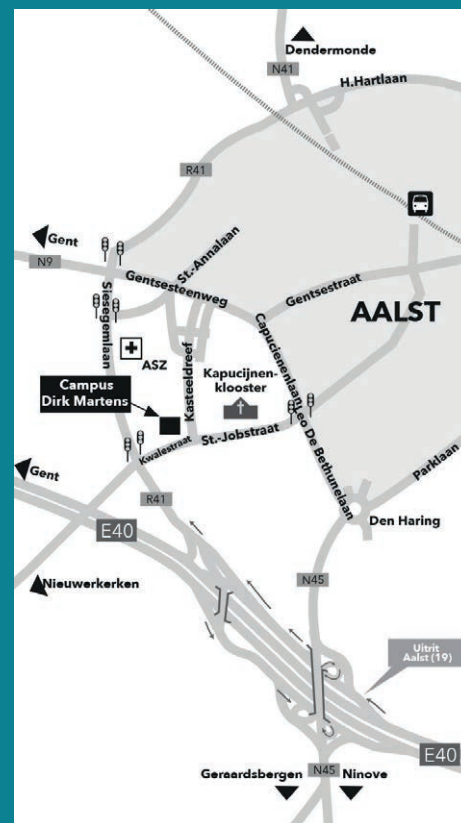 Dendermonde
N41
H.Hartlaan
R41
Gent
N9
St.-Annalaan
Gentsesteenweg
Gentsestraat
Siesegemlaan
AALST
Capucienenlaan
Kasteeldreef
ASZ
Kapucijnen-
klooster
Campus
Dirk Martens
Kwalestraat
St.-Jobstraat
Leo De Bethunelaan
Parklaan
Gent
R41
Den Haring
E40
Nieuwerkerken
N45
Uitrit
Aalst (19)
E40
Geraardsbergen
N45
Ninove